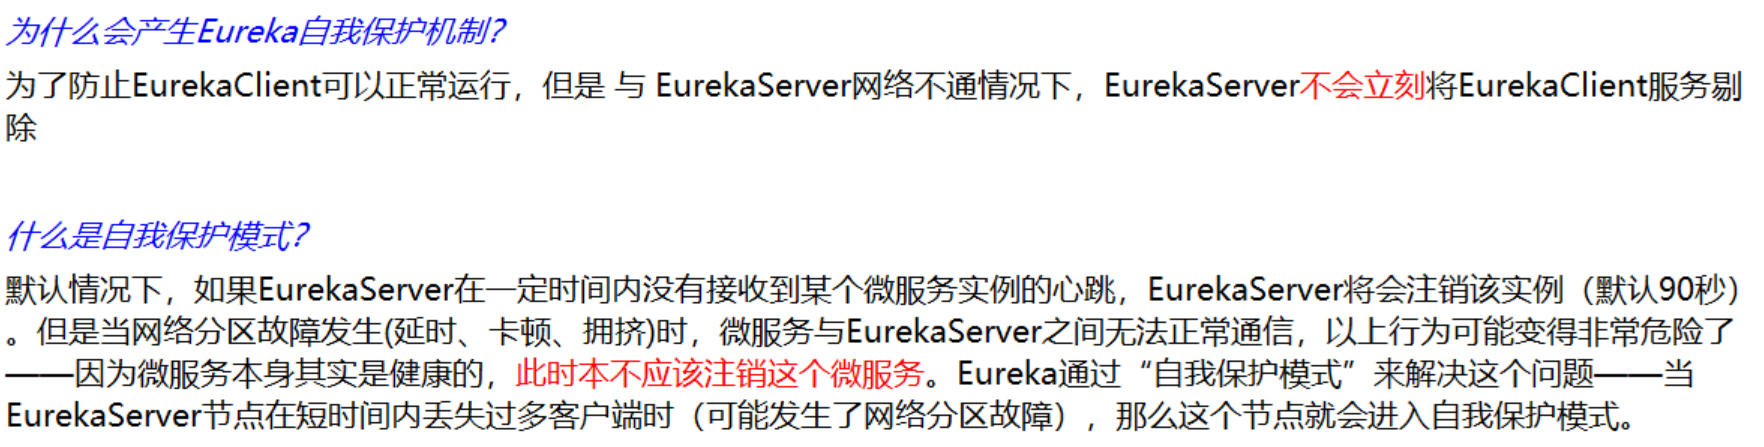 为什么会产生Eureka自我保护机制?
为了防止EurekaClient可以正常运行，但是 与 EurekaServer网络不通情况下，EurekaServer不会立刻将EurekaClient服务剔
除
什么是自我保护模式?
默认情况下，如果EurekaServer在一定时间内没有接收到某个微服务实例的心跳，EurekaServer将会注销该实例（默认90秒）
。但是当网络分区故障发生(延时、卡顿、拥挤)时，微服务与EurekaServer之间无法正常通信，以上行为可能变得非常危险了
——因为微服务本身其实是健康的，此时本不应该注销这个微服务。Eureka通过“自我保护模式”来解决这个问题——当
EurekaServer节点在短时间内丢失过多客户端时（可能发生了网络分区故障），那么这个节点就会进入自我保护模式。